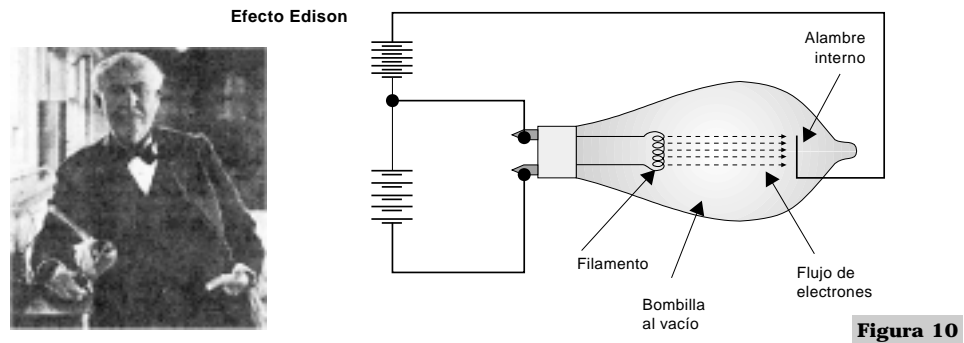 Efecto Edison
Alambre
interno
Filamento
Flujo de
electrones
Bombilla
al vacío
Figura 10